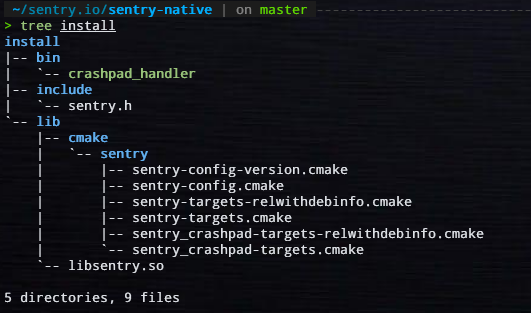 ~/sentry.io/sentry-native | on master
> tree install
install
|-- bin
|   `-- crashpad_handler
|-- include
|   `-- sentry.h
`-- lib
    |-- cmake
    |   `-- sentry
    |       |-- sentry-config-version.cmake
    |       |-- sentry-config.cmake
    |       |-- sentry-targets-relwithdebinfo.cmake
    |       |-- sentry-targets.cmake
    |       |-- sentry_crashpad-targets-relwithdebinfo.cmake
    |       `-- sentry_crashpad-targets.cmake
    `-- libsentry.so
5 directories, 9 files